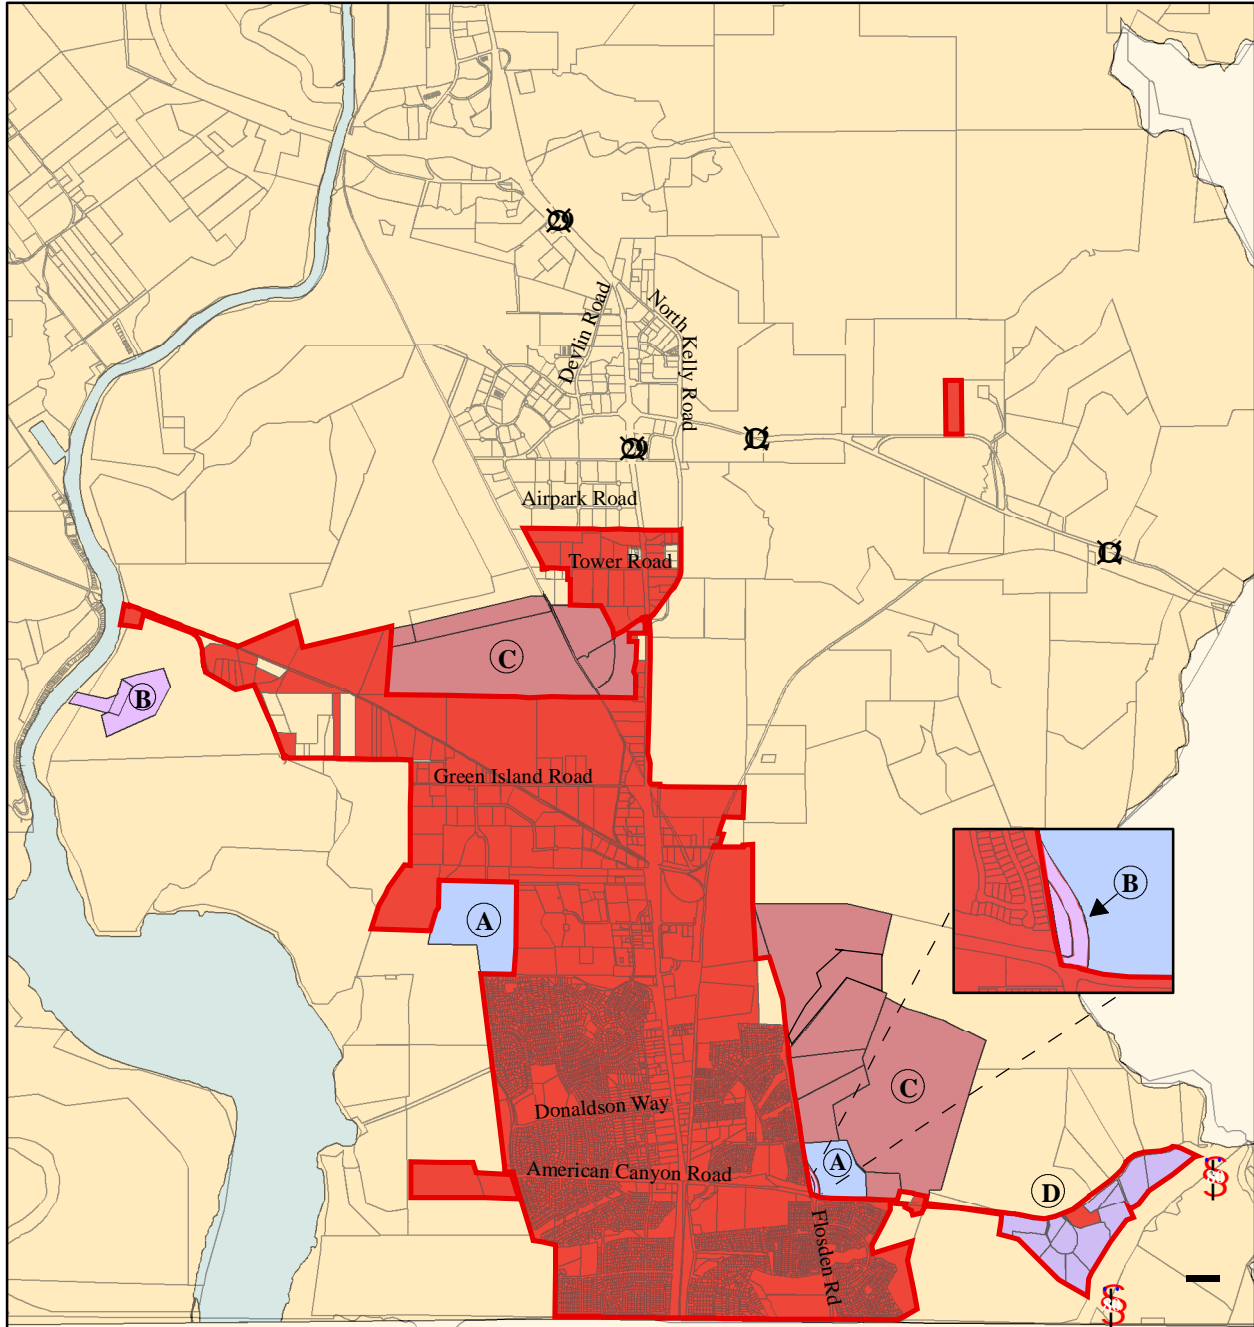 29
North Kelly Road
Devlin Road
29
12
Airpark Road
12
Tower Road
C
B
Green Island Road
B
A
C
Donaldson Way
A
American Canyon Road
D
Flosden Rd